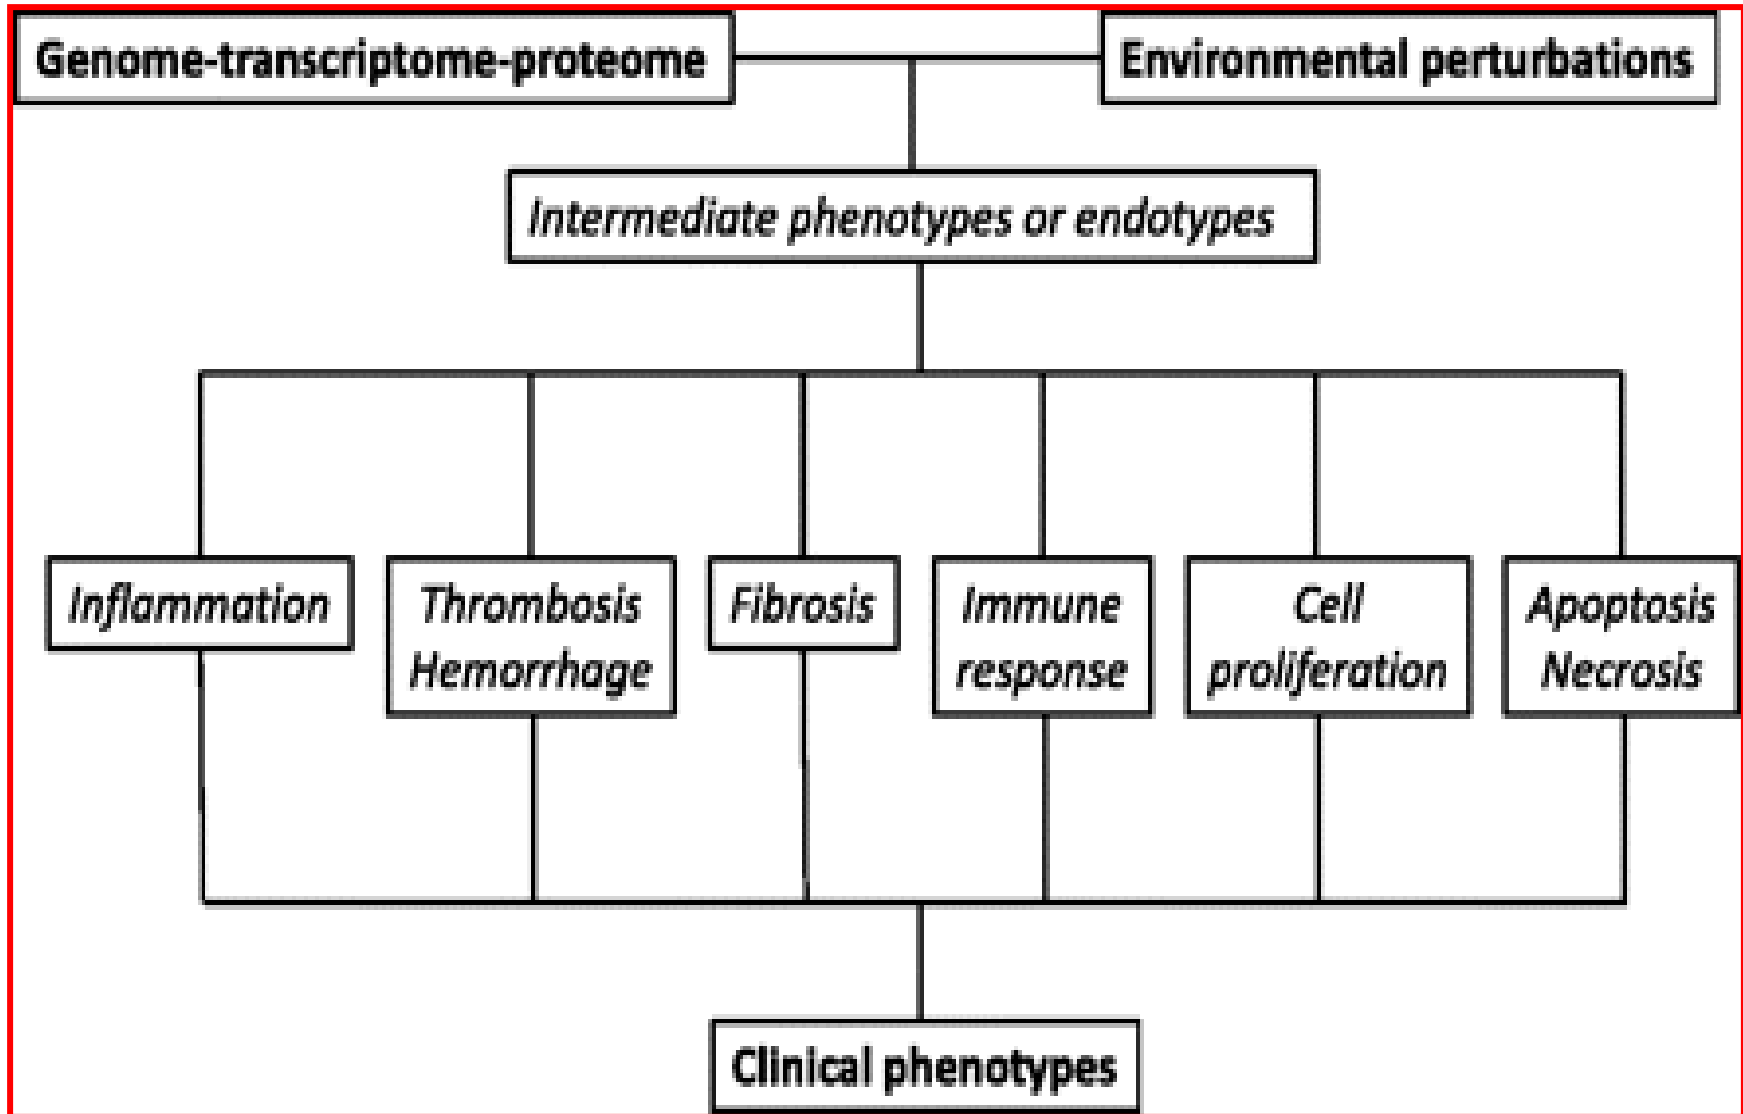 Genome-transcriptome-proteome
Environmental perturbations
Intermediate phenotypes or endotypes
Inflammation
Thrombosis
Hemorrhage
Fibrosis
Immune
response
Cell
proliferation
Apoptosis
Necrosis
Clinical phenotypes